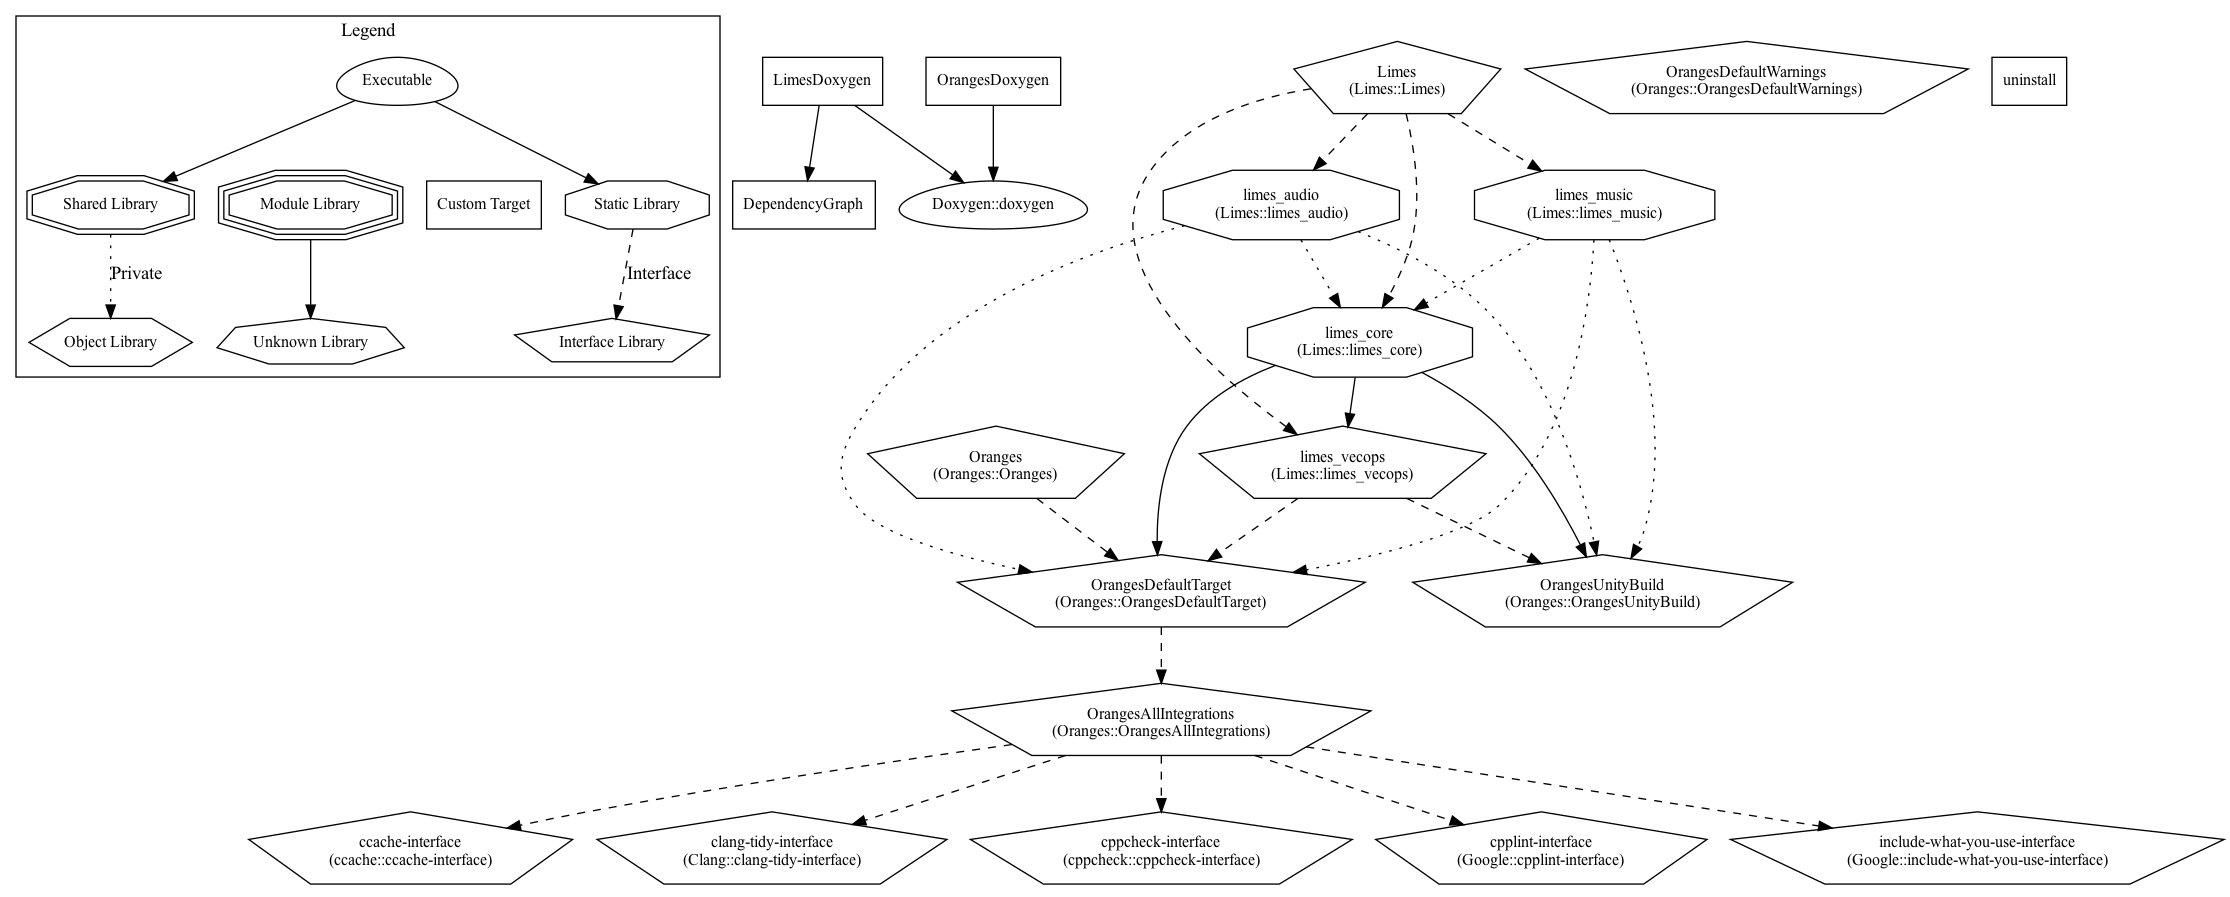 Legend
Executable
Shared Library
Module Library
Custom Target
Static Library
Private
Interface
Object Library
Unknown Library
Interface Library
LimesDoxygen
OrangesDoxygen
DependencyGraph
Doxygen::doxygen
Limes
(Limes::Limes)
OrangesDefaultWarnings
(Oranges::OrangesDefaultWarnings)
uninstall
limes_audio
(Limes::limes_audio)
limes_music
(Limes::limes_music)
limes_core
(Limes::limes_core)
Oranges
(Oranges::Oranges)
limes_vecops
(Limes::limes_vecops)
OrangesDefaultTarget
(Oranges::OrangesDefaultTarget)
OrangesUnityBuild
(Oranges::OrangesUnityBuild)
OrangesAllIntegrations
(Oranges::OrangesAllIntegrations)
ccache-interface
(ccache::ccache-interface)
clang-tidy-interface
(Clang::clang-tidy-interface)
cppcheck-interface
(cppcheck::cppcheck-interface)
cpplint-interface
(Google::cpplint-interface)
include-what-you-use-interface
(Google::include-what-you-use-interface)